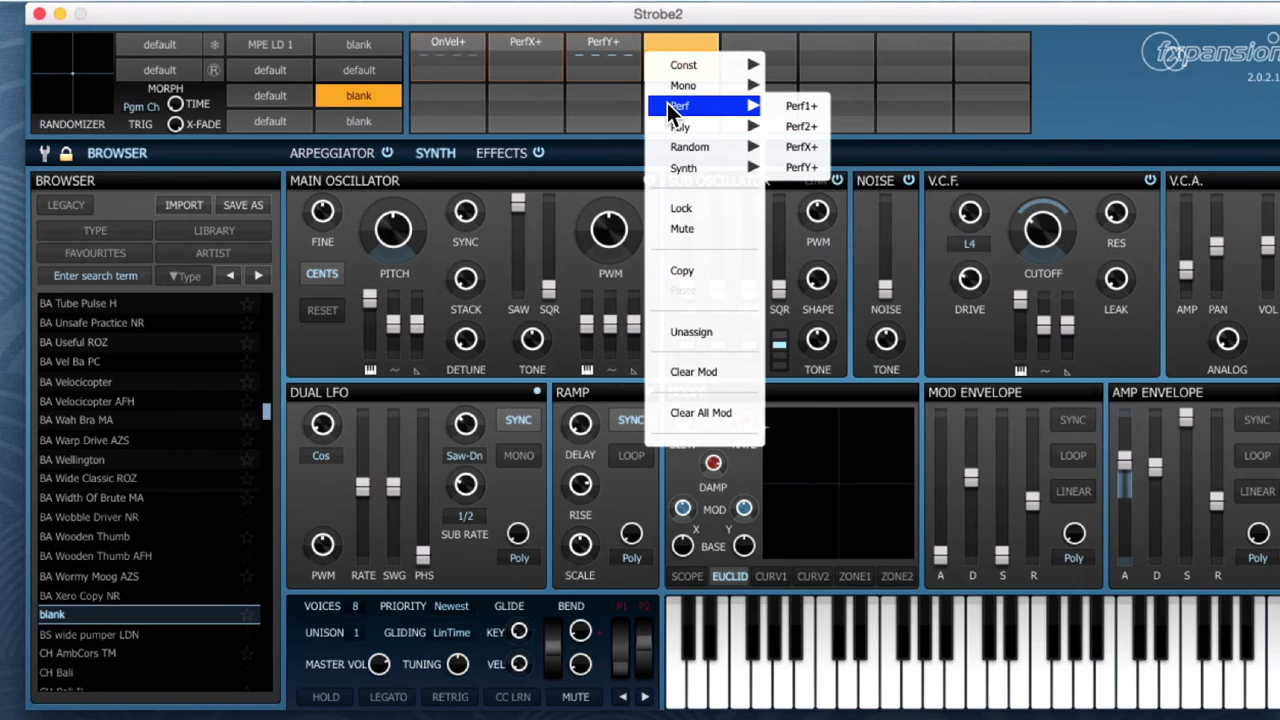 Strobe2
default
MPE LD 1
blank
OnVel+
PerfX+
PerfY+
fxpansion
default
R
default
default
2.0.2.1
MORPH
Pgm Ch
TIME
default
blank
RANDOMIZER
TRIG
X-FADE
default
blank
Const
Mono
Perf
Poly
Random
Synth
Lock
Mute
Copy
Paste
Unassign
Clear Mod
Clear All Mod
Perf1+
Perf2+
PerfX+
PerfY+
BROWSER
ARPEGGIATOR
SYNTH
EFFECTS
BROWSER
LEGACY
IMPORT
SAVE AS
TYPE
LIBRARY
FAVOURITES
ARTIST
Enter search term
▼Type
BA Tube Pulse H
BA Unsafe Practice NR
BA Useful ROZ
BA Vel Ba PC
BA Velocicopter
BA Velocicopter AFH
BA Wah Bra MA
BA Warp Drive AZS
BA Wellington
BA Wide Classic ROZ
BA Width Of Brute MA
BA Wobble Driver NR
BA Wooden Thumb
BA Wooden Thumb AFH
BA Wormy Moog AZS
BA Xero Copy NR
blank
BS wide pumper LDN
CH AmbCors TM
CH Bali
MAIN OSCILLATOR
FINE
PITCH
SYNC
PWM
CENTS
RESET
STACK
SAW
SQR
DETUNE
TONE
LINK
PWM
SQR
SHAPE
TONE
NOISE
NOISE
TONE
V.C.F.
L4
CUTOFF
RES
DRIVE
LEAK
V.C.A.
AMP
PAN
VOL
ANALOG
DUAL LFO
Cos
Saw-Dn
SYNC
MONO
1/2
SUB RATE
PWM
RATE
SWG
PHS
Poly
RAMP
SYNC
DELAY
LOOP
RISE
SCALE
Poly
DAMP
MOD
X
Y
BASE
SCOPE
EUCLID
CURV1
CURV2
ZONE1
ZONE2
MOD ENVELOPE
SYNC
LOOP
LINEAR
Poly
A
D
S
R
AMP ENVELOPE
SYNC
LOOP
LINEAR
Poly
A
D
S
R
VOICES 8
PRIORITY Newest
GLIDE
BEND
P1
P2
UNISON 1
GLIDING LinTime
KEY
MASTER VOL
TUNING
VEL
HOLD
LEGATO
RETRIG
CC LRN
MUTE